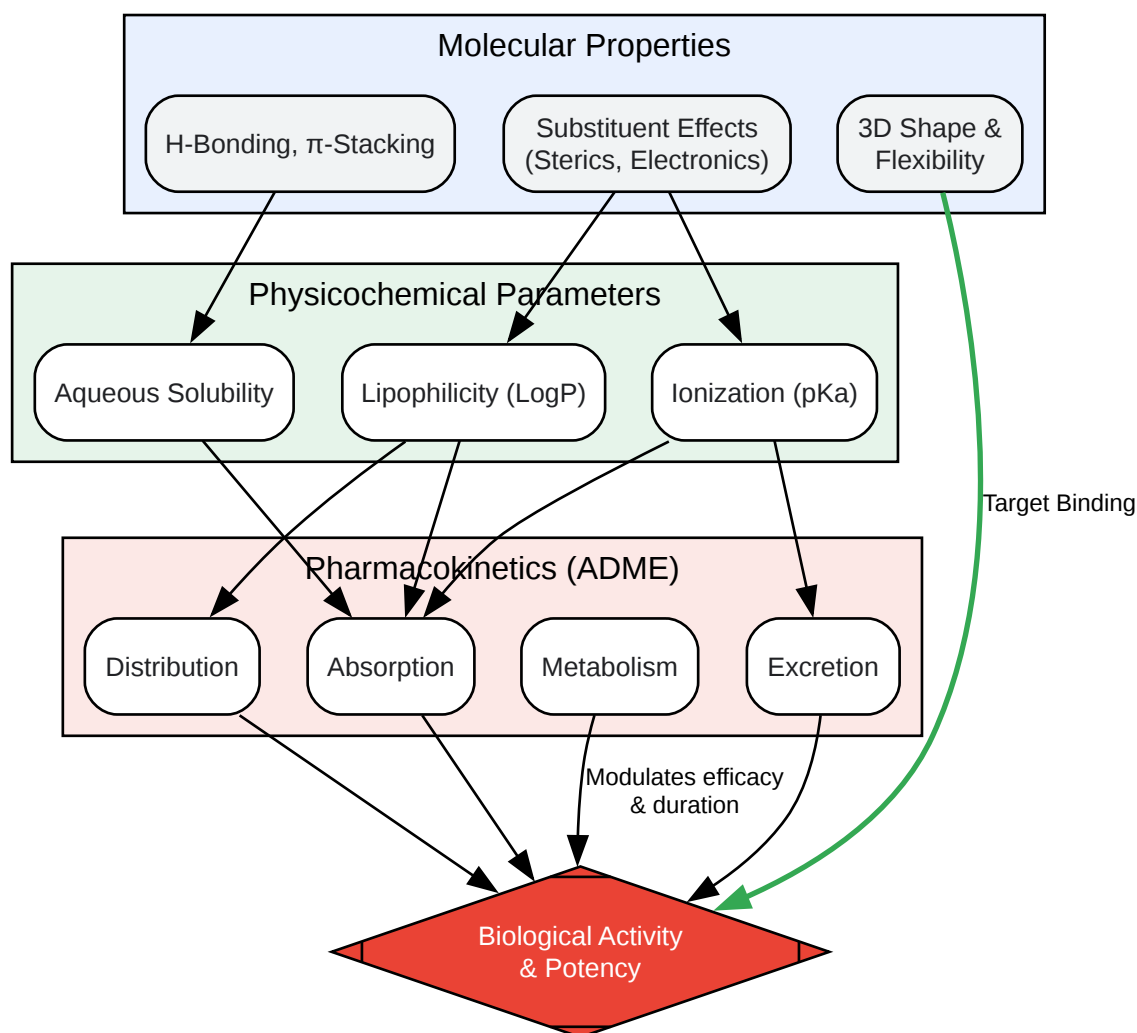 Molecular Properties
H-Bonding, π-Stacking
Substituent Effects
(Sterics, Electronics)
3D Shape &
Flexibility
Physicochemical Parameters
Aqueous Solubility
Lipophilicity (LogP)
Ionization (pKa)
Target Binding
Pharmacokinetics (ADME)
Distribution
Absorption
Metabolism
Excretion
Modulates efficacy
& duration
Biological Activity
& Potency